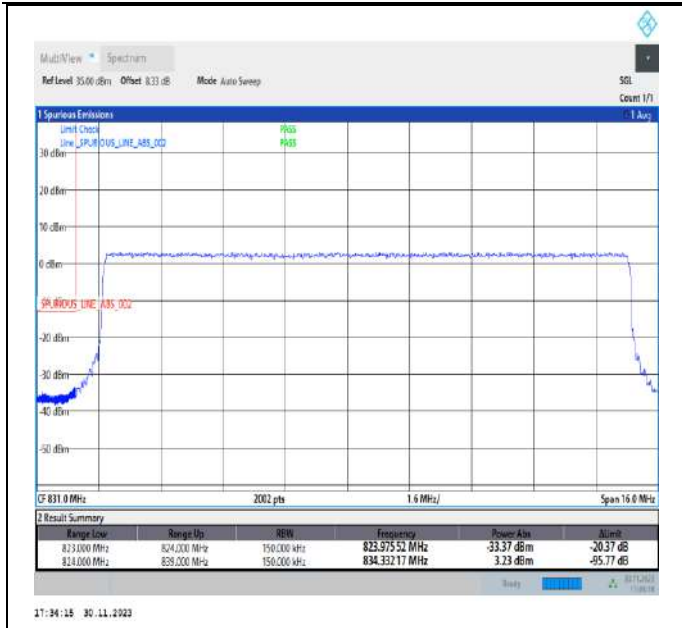 MultiView Spectrum
Ref Level 35.00 dBm Offset 8.33 dB Mode Auto Sweep SGL
Count 1/1
1 Spurious Emissions 1 Avg
Limit Check PASS
Line _SPURIOUS_LINE_ABS_002 PASS
30 dBm
20 dBm
10 dBm
0 dBm
SPURIOUS_LINE_ABS_002
-20 dBm
-30 dBm
-40 dBm
-50 dBm
CF 831.0 MHz 2002 pts 1.6 MHz/ Span 16.0 MHz
2 Result Summary
Range Low Range Up RBW Frequency Power Abs ΔLimit
823.000 MHz 824.000 MHz 150.000 kHz 823.97552 MHz -33.37 dBm -20.37 dB
824.000 MHz 839.000 MHz 150.000 kHz 834.33217 MHz 3.23 dBm -95.77 dB
Ready
17:34:15 30.11.2023